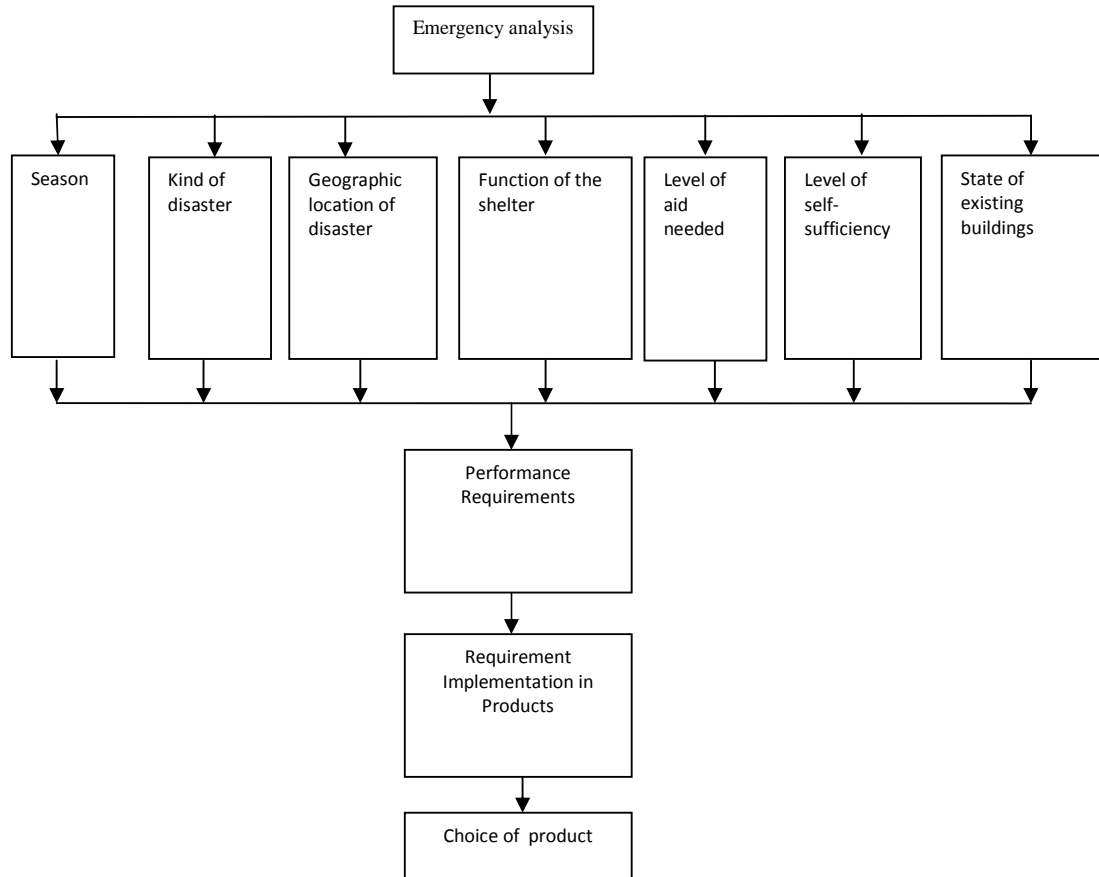 Emergency analysis
Season
Kind of
disaster
Geographic
location of
disaster
Function of the
shelter
Level of
aid
needed
Level of
self-
sufficiency
State of
existing
buildings
Performance
Requirements
Requirement
Implementation in
Products
Choice of product